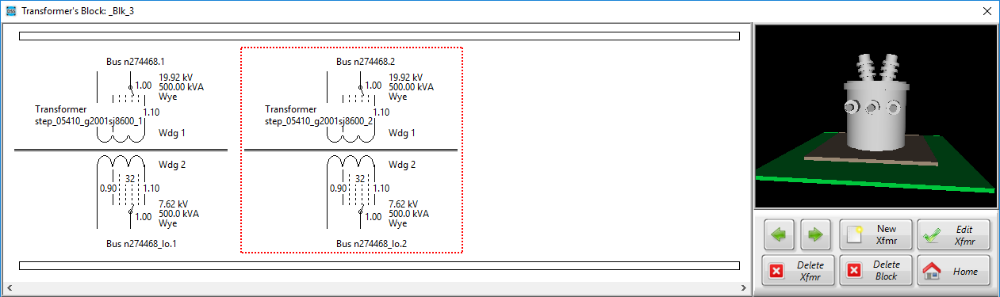 DSS
Transformer's Block: _Blk_3
Bus n274468.1
19.92 kV
1.00
500.00 kVA
Wye
Transformer
1.10
step_05410_g2001sj8600_1
Wdg 1
Wdg 2
32
0.90
1.10
7.62 kV
500.0 kVA
1.00
Wye
Bus n274468_lo.1
Bus n274468.2
19.92 kV
1.00
500.00 kVA
Wye
Transformer
1.10
step_05410_g2001sj8600_2
Wdg 1
Wdg 2
32
0.90
1.10
7.62 kV
500.0 kVA
1.00
Wye
Bus n274468_lo.2
New
Xfmr
Edit
Xfmr
Delete
Xfmr
Delete
Block
Home